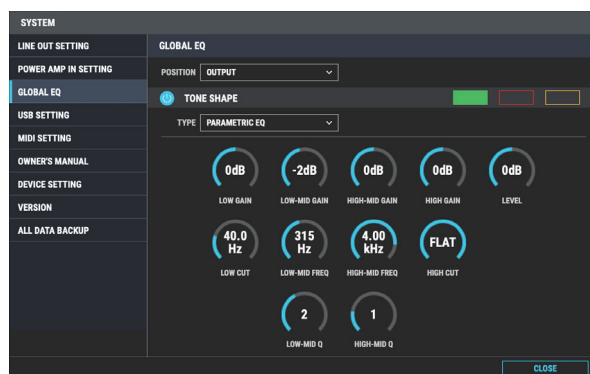 SYSTEM
LINE OUT SETTING
POWER AMP IN SETTING
GLOBAL EQ
USB SETTING
MIDI SETTING
OWNER'S MANUAL
DEVICE SETTING
VERSION
ALL DATA BACKUP
GLOBAL EQ
POSITION OUTPUT
TONE SHAPE
TYPE PARAMETRIC EQ
0dB -2dB 0dB 0dB 0dB
LOW GAIN LOW-MID GAIN HIGH-MID GAIN HIGH GAIN LEVEL
40.0 315 4.00 FLAT
Hz Hz kHz
LOW CUT LOW-MID FREQ HIGH-MID FREQ HIGH CUT
2 1
LOW-MID Q HIGH-MID Q
CLOSE